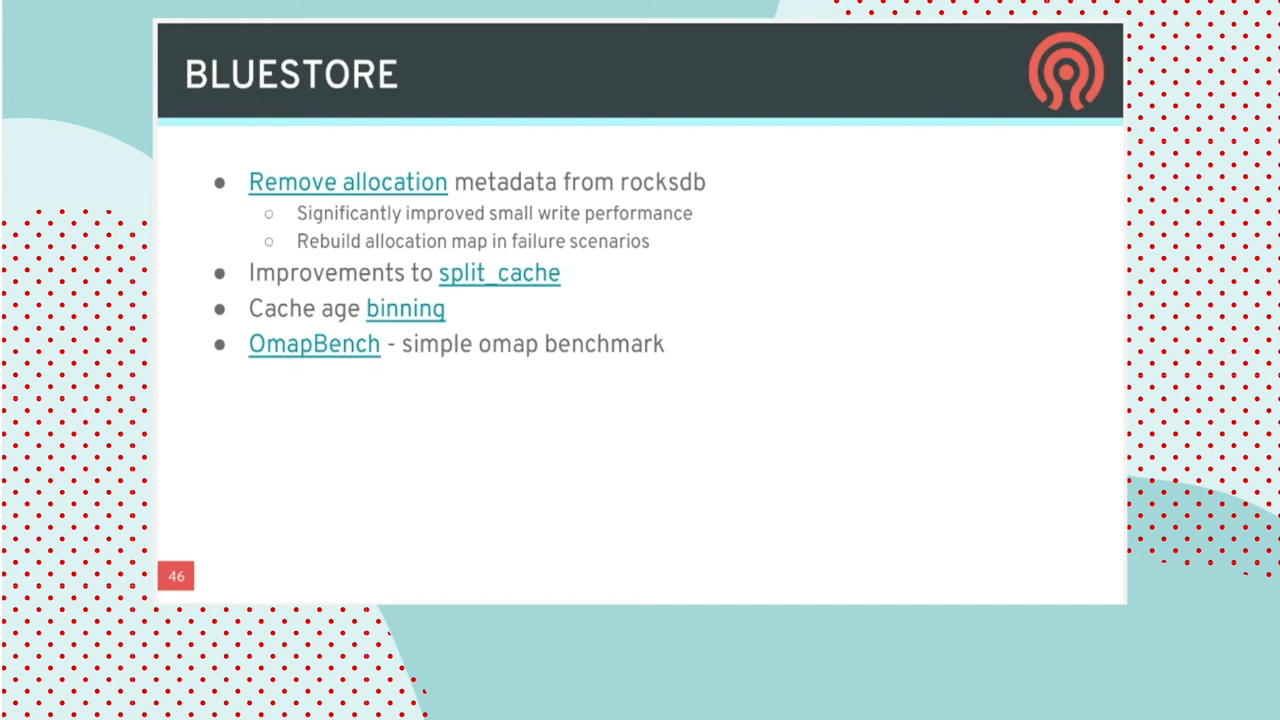 BLUESTORE
● Remove allocation metadata from rocksdb
○ Significantly improved small write performance
○ Rebuild allocation map in failure scenarios
● Improvements to split_cache
● Cache age binning
● OmapBench - simple omap benchmark
46